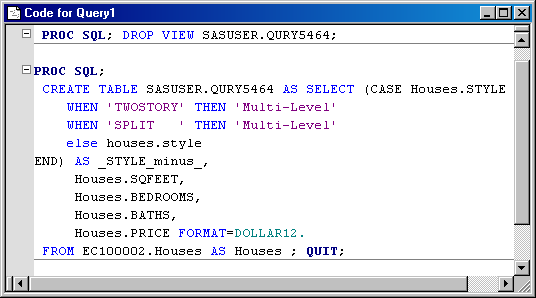 Code for Query1
PROC SQL; DROP VIEW SASUSER.QURY5464;
PROC SQL;
CREATE TABLE SASUSER.QURY5464 AS SELECT (CASE Houses.STYLE
WHEN 'TWOSTORY' THEN 'Multi-Level'
WHEN 'SPLIT   ' THEN 'Multi-Level'
else houses.style
END) AS _STYLE_minus_,
Houses.SQFEET,
Houses.BEDROOMS,
Houses.BATHS,
Houses.PRICE FORMAT=DOLLAR12.
FROM EC100002.Houses AS Houses ; QUIT;